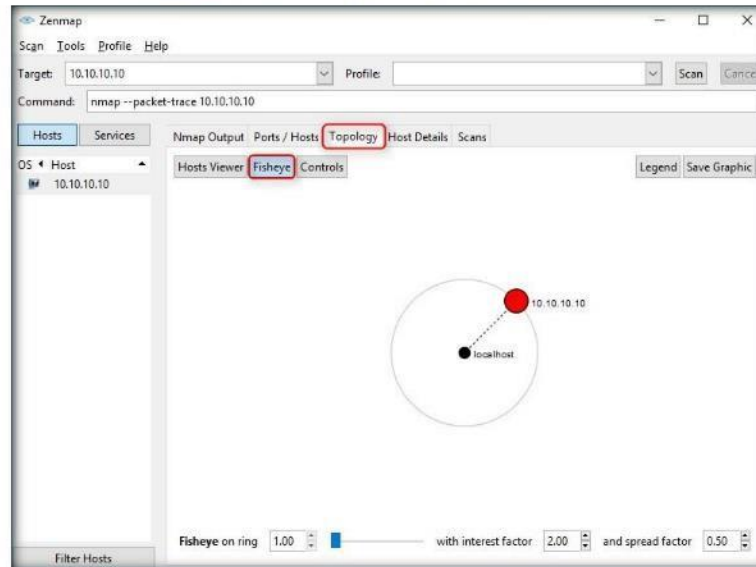 Zenmap
Scan Tools Profile Help
Target: 10.10.10.10 Profile: Scan Cance
Command: nmap --packet-trace 10.10.10.10
Hosts Services Nmap Output Ports / Hosts Topology Host Details Scans
OS Host Hosts Viewer Fisheye Controls Legend Save Graphic
10.10.10.10
10.10.10.10
localhost
Fisheye on ring 1.00 with interest factor 2.00 and spread factor 0.50
Filter Hosts